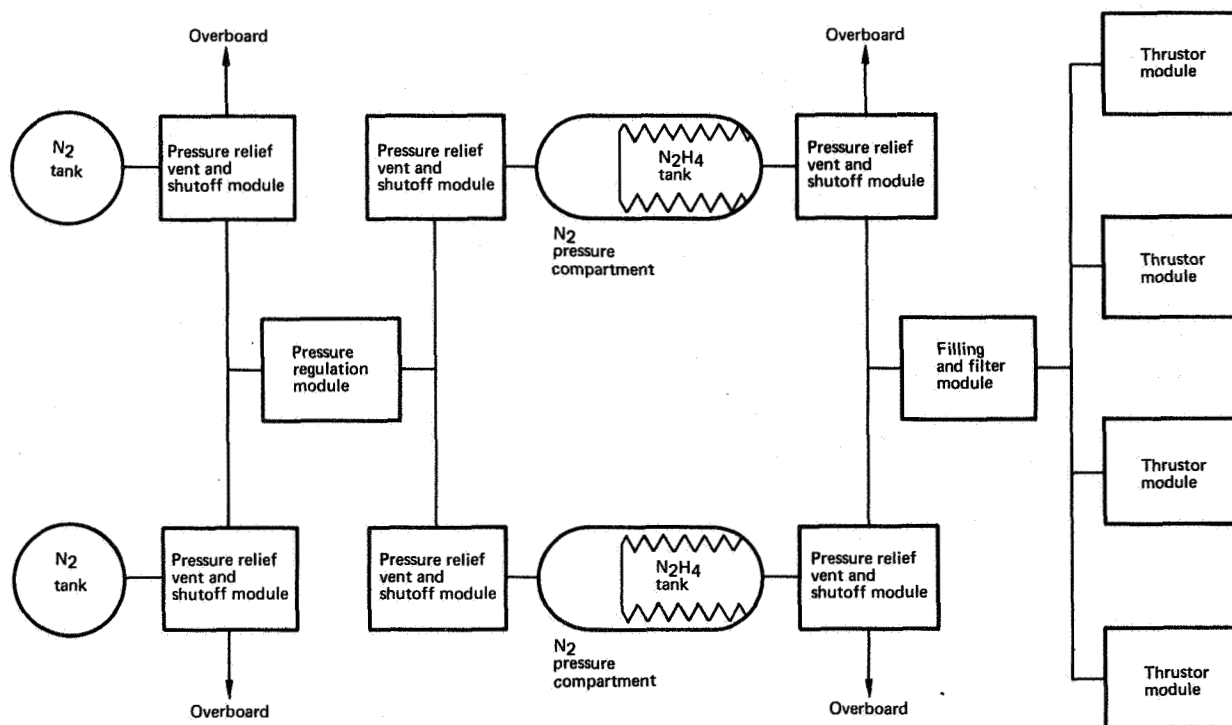 Overboard
Overboard
Thrustor
module
N2
tank
Pressure relief
vent and
shutoff module
Pressure relief
vent and
shutoff module
N2H4
tank
Pressure relief
vent and
shutoff module
N2
pressure
compartment
Thrustor
module
Pressure
regulation
module
Filling
and filter
module
Thrustor
module
N2
tank
Pressure relief
vent and
shutoff module
Pressure relief
vent and
shutoff module
N2H4
tank
Pressure relief
vent and
shutoff module
N2
pressure
compartment
Thrustor
module
Overboard
Overboard